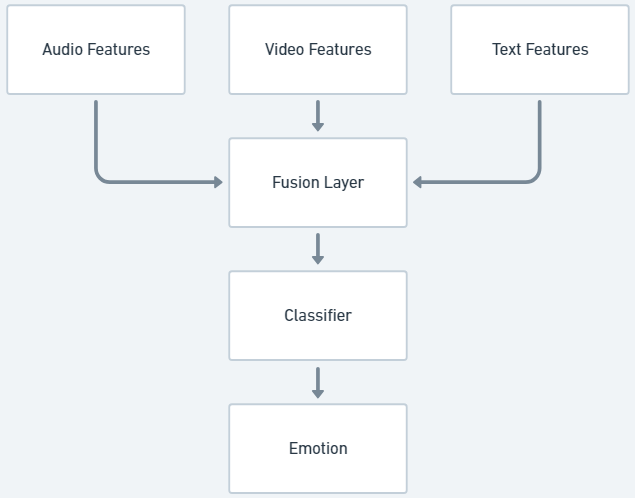 Audio Features
Video Features
Text Features
Fusion Layer
Classifier
Emotion